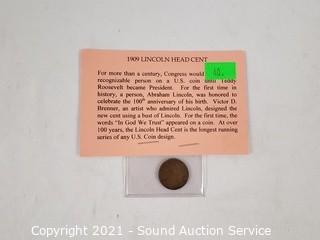 1909 LINCOLN HEAD CENT
For more than a century, Congress would
recognizable person on a U.S. coin until Teddy
Roosevelt became President. For the first time in
history, a person, Abraham Lincoln, was honored to
celebrate the 100th anniversary of his birth. Victor D.
Brenner, an artist who admired Lincoln, designed the
new cent using a bust of Lincoln. For the first time, the
words "In God We Trust" appeared on a coin. At over
100 years, the Lincoln Head Cent is the longest running
series of any U.S. Coin design.
Copyright 2021 - Sound Auction Service